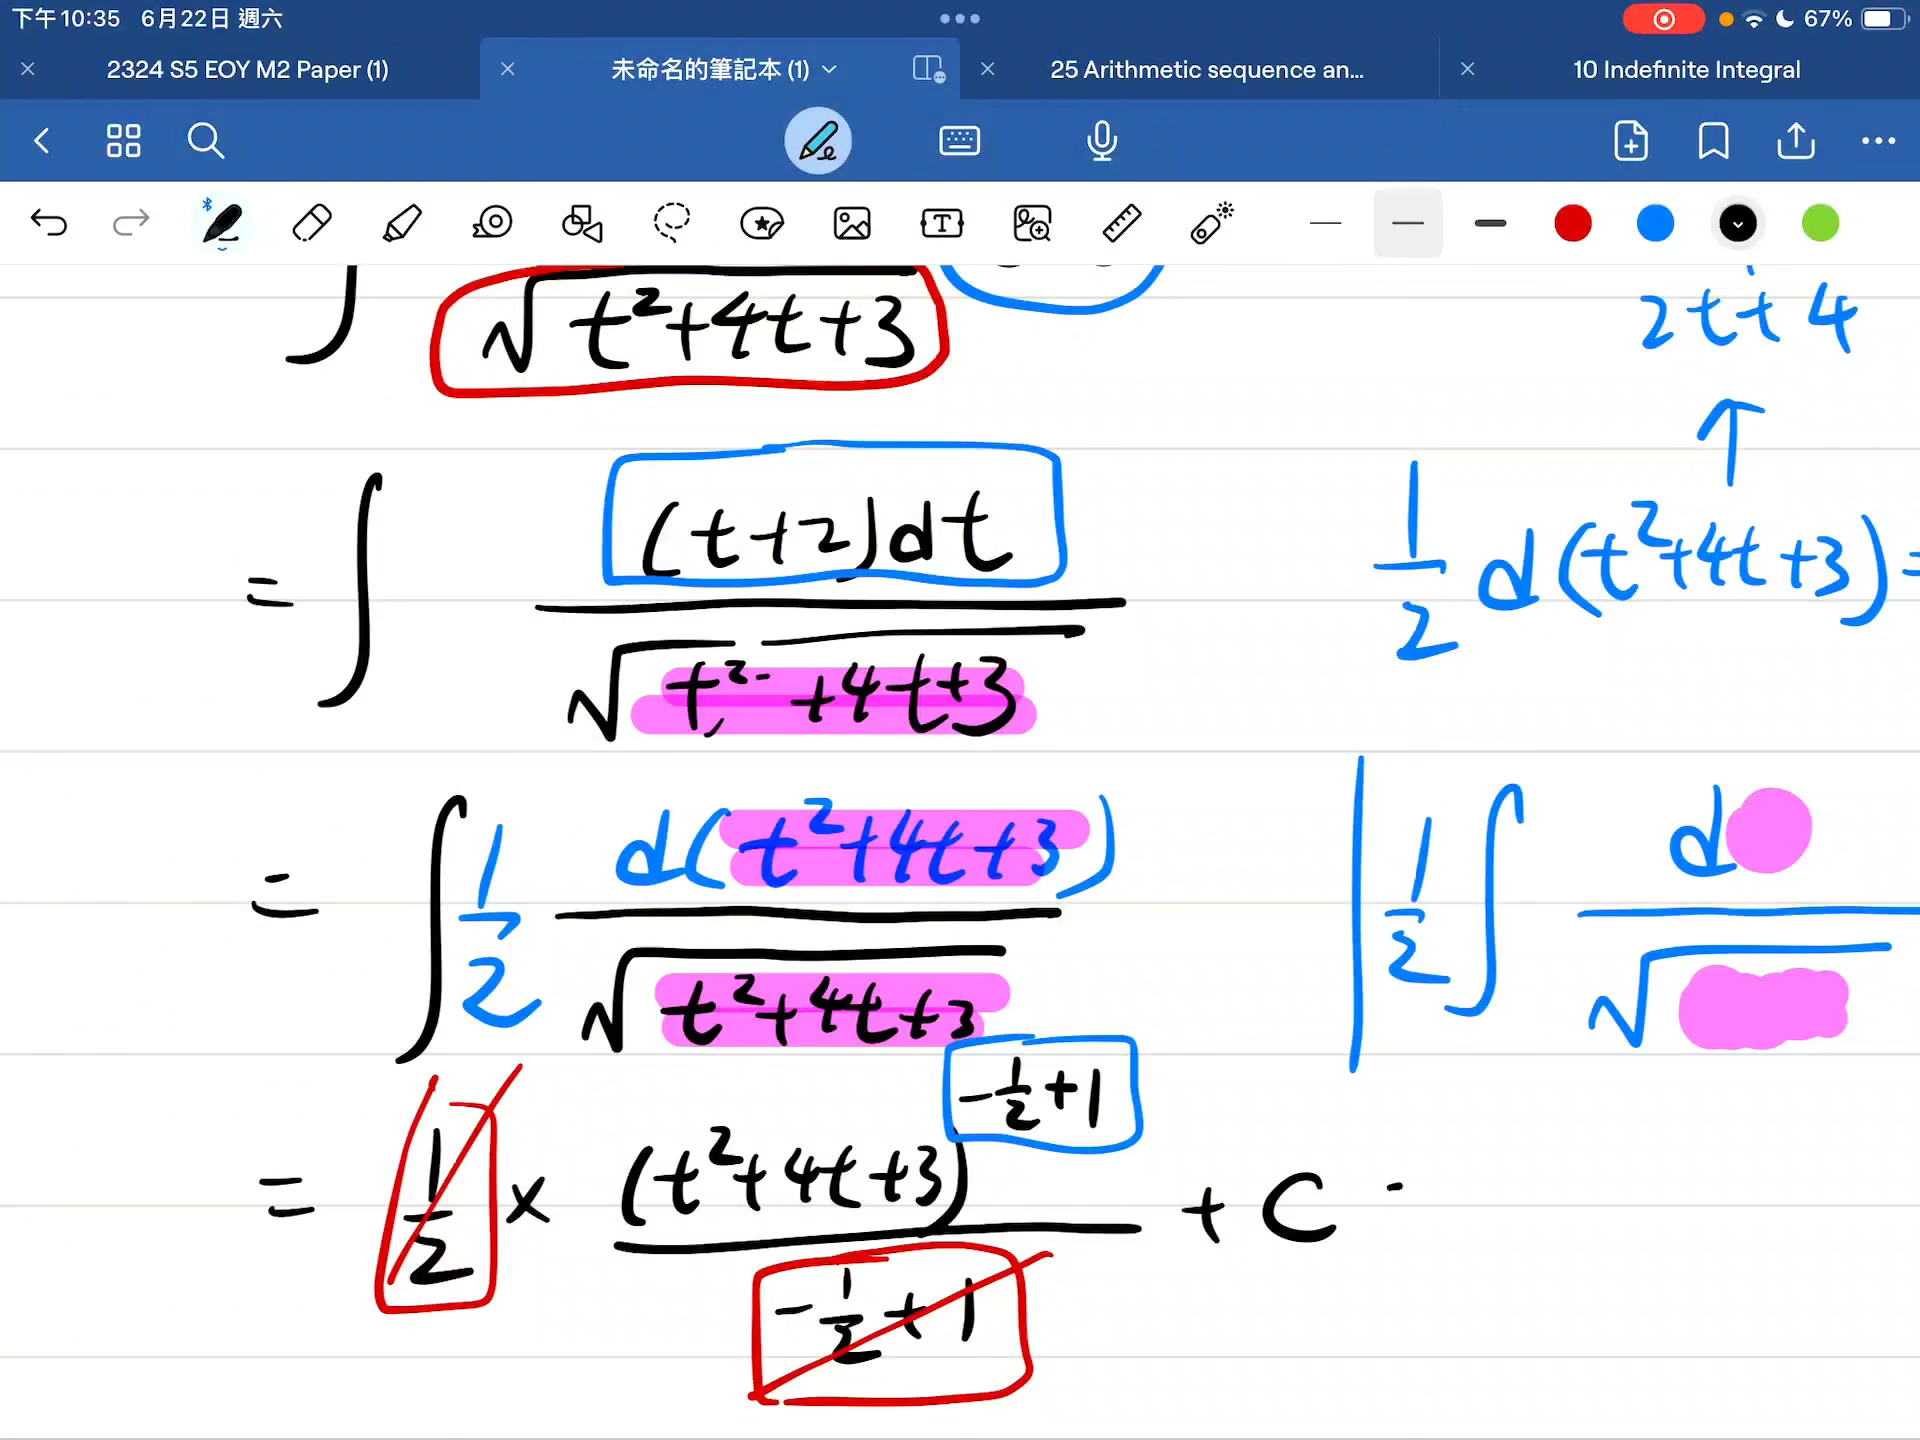 下午10:35 6月22日 週六
67%
2324 S5 EOY M2 Paper (1)
未命名的筆記本 (1)
25 Arithmetic sequence an...
10 Indefinite Integral
∫ √(t²+4t+3)
2t+4
↑
= ∫ (t+2)dt / √(t²+4t+3)
1/2 d(t²+4t+3) =
= ∫ 1/2 d(t²+4t+3) / √(t²+4t+3)
1/2 ∫ d / √
= 1/2 × (t²+4t+3)^(-1/2+1) / (-1/2+1) + C